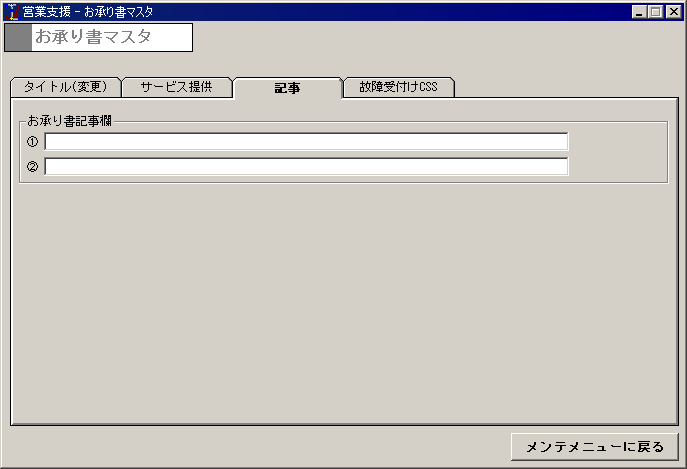 営業支援 - お承り書マスタ
お承り書マスタ
タイトル(変更) サービス提供 記事 故障受付けCSS
お承り書記事欄
①
②
メンテメニューに戻る